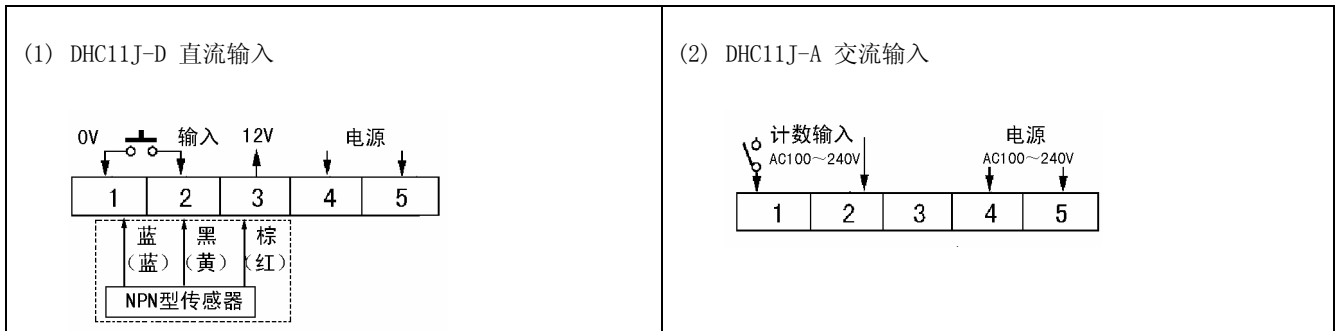 (1) DHC11J-D 直流输入
0V 输入 12V 电源
1 2 3 4 5
蓝 黑 棕
(蓝) (黄) (红)
NPN型传感器
(2) DHC11J-A 交流输入
计数输入 电源
AC100～240V AC100～240V
1 2 3 4 5